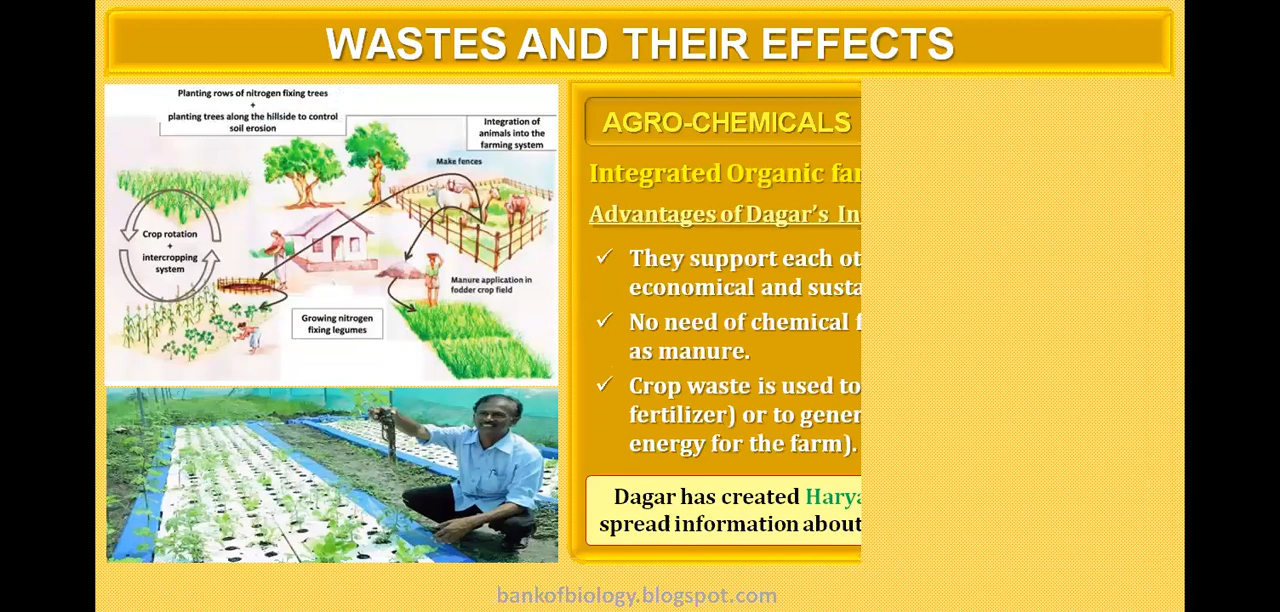 WASTES AND THEIR EFFECTS
Planting rows of nitrogen fixing trees
+
planting trees along the hillside to control
soil erosion
Integration of
animals into the
farming system
Make fences
Crop rotation
+
intercropping
system
Manure application in
fodder crop field
Growing nitrogen
fixing legumes
AGRO-CHEMICALS
Integrated Organic far
Advantages of Dagar's In
✓ They support each ot
economical and susta
✓ No need of chemical f
as manure.
✓ Crop waste is used to
fertilizer) or to gener
energy for the farm).
Dagar has created Harya
spread information about
bankofbiology.blogspot.com